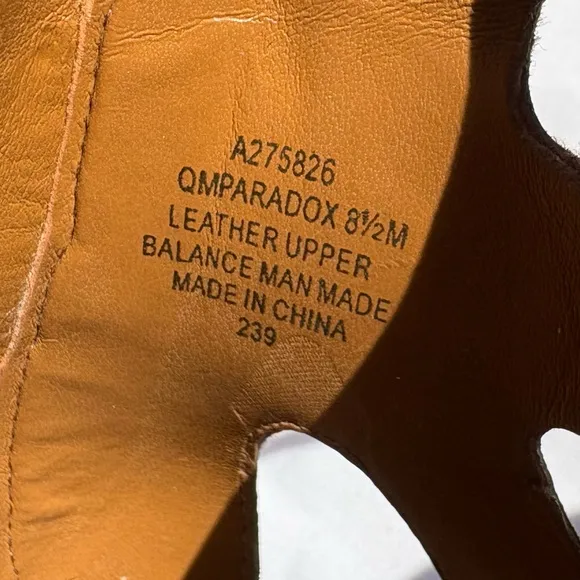 A275826
QMPARADOX 8½M
LEATHER UPPER
BALANCE MAN MADE
MADE IN CHINA
239